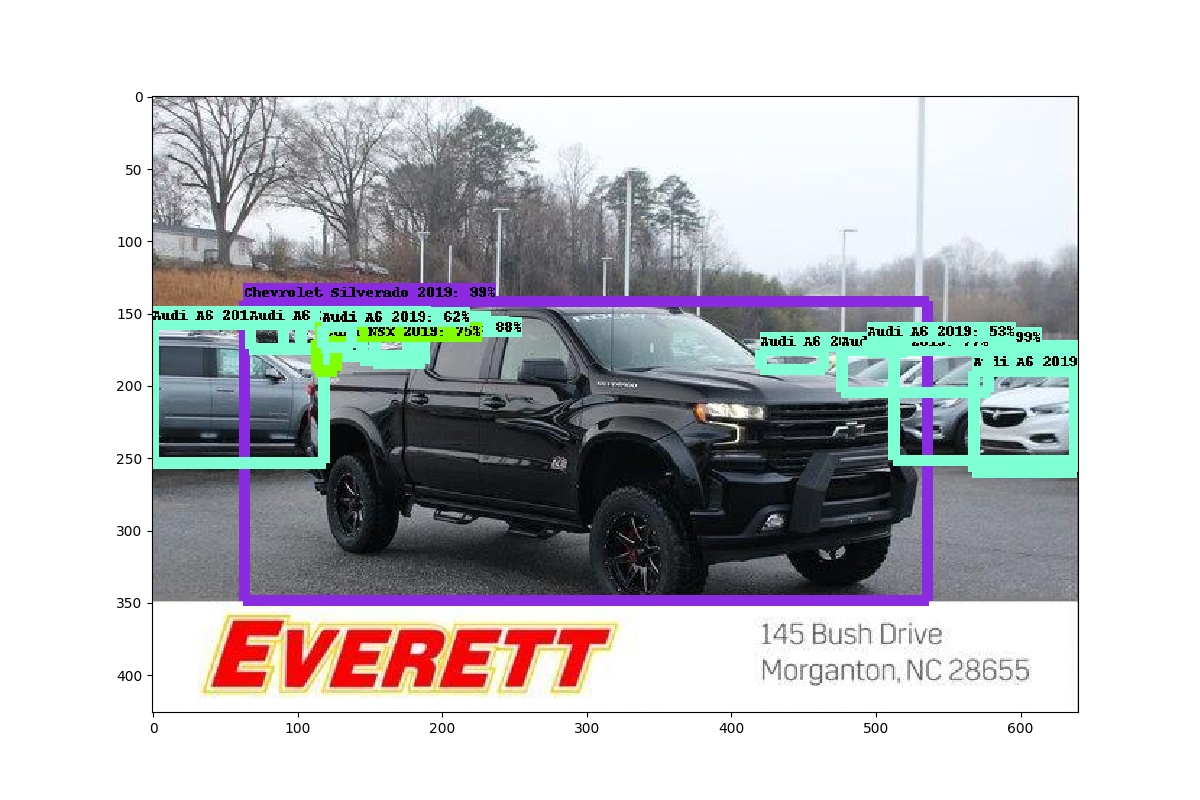 0
50
100
150
200
250
300
350
400
0 100 200 300 400 500 600
Chevrolet Silverado 2019: 99%
Audi A6 201
Audi A6
Audi A6 2019: 62%
NSX 2019: 75%
88%
Audi A6 2
Audi A6 2019: 53%
99%
Audi A6 2019
SILVERADO
EVERETT
145 Bush Drive
Morganton, NC 28655